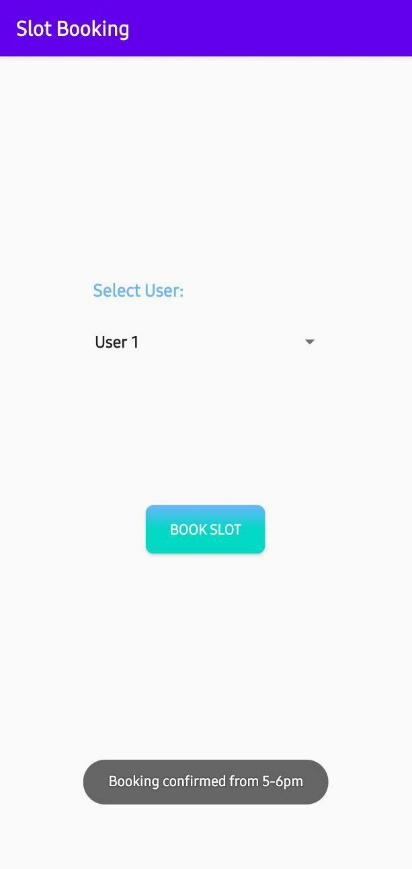 Slot Booking
Select User:
User 1
BOOK SLOT
Booking confirmed from 5-6pm